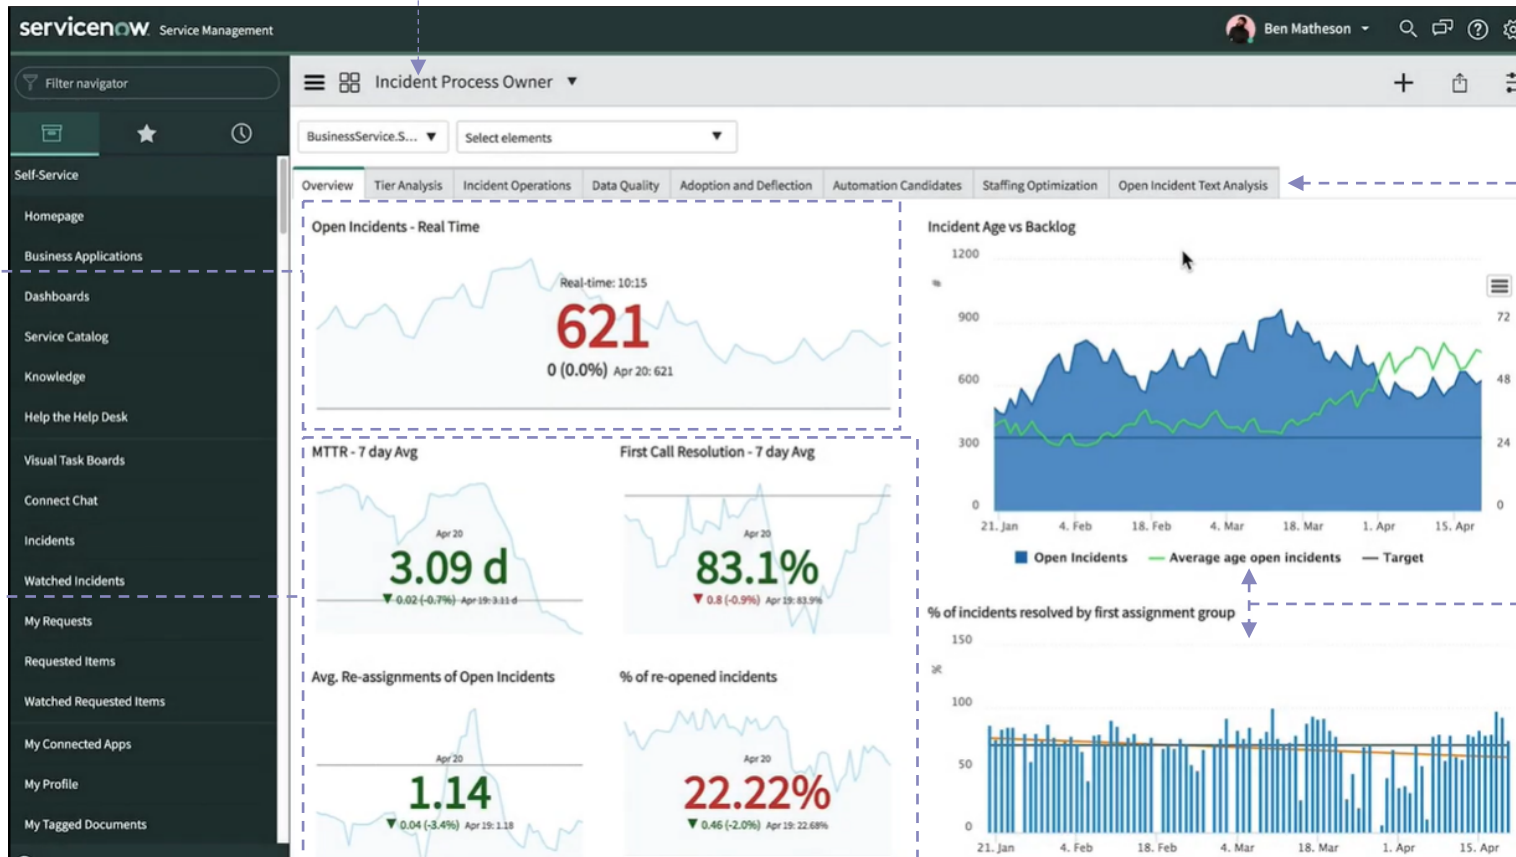 servicenow Service Management
Ben Matheson
Filter navigator
Incident Process Owner
BusinessService.S...
Select elements
Self-Service
Homepage
Business Applications
Dashboards
Service Catalog
Knowledge
Help the Help Desk
Visual Task Boards
Connect Chat
Incidents
Watched Incidents
My Requests
Requested Items
Watched Requested Items
My Connected Apps
My Profile
My Tagged Documents
Overview Tier Analysis Incident Operations Data Quality Adoption and Deflection Automation Candidates Staffing Optimization Open Incident Text Analysis
Open Incidents - Real Time
Real-time: 10:15
621
0 (0.0%) Apr 20: 621
MTTR - 7 day Avg
Apr 20
3.09 d
0.02 (-0.7%) Apr 19: 3.11 d
First Call Resolution - 7 day Avg
Apr 20
83.1%
0.8 (-0.9%) Apr 19: 83.9%
Avg. Re-assignments of Open Incidents
Apr 20
1.14
0.04 (-3.4%) Apr 19: 1.18
% of re-opened incidents
Apr 20
22.22%
0.46 (-2.0%) Apr 19: 22.68%
Incident Age vs Backlog
1200
#
900 72
600 48
300 24
0 0
21. Jan 4. Feb 18. Feb 4. Mar 18. Mar 1. Apr 15. Apr
Open Incidents Average age open incidents Target
% of incidents resolved by first assignment group
150
%
100
50
0
21. Jan 4. Feb 18. Feb 4. Mar 18. Mar 1. Apr 15. Apr